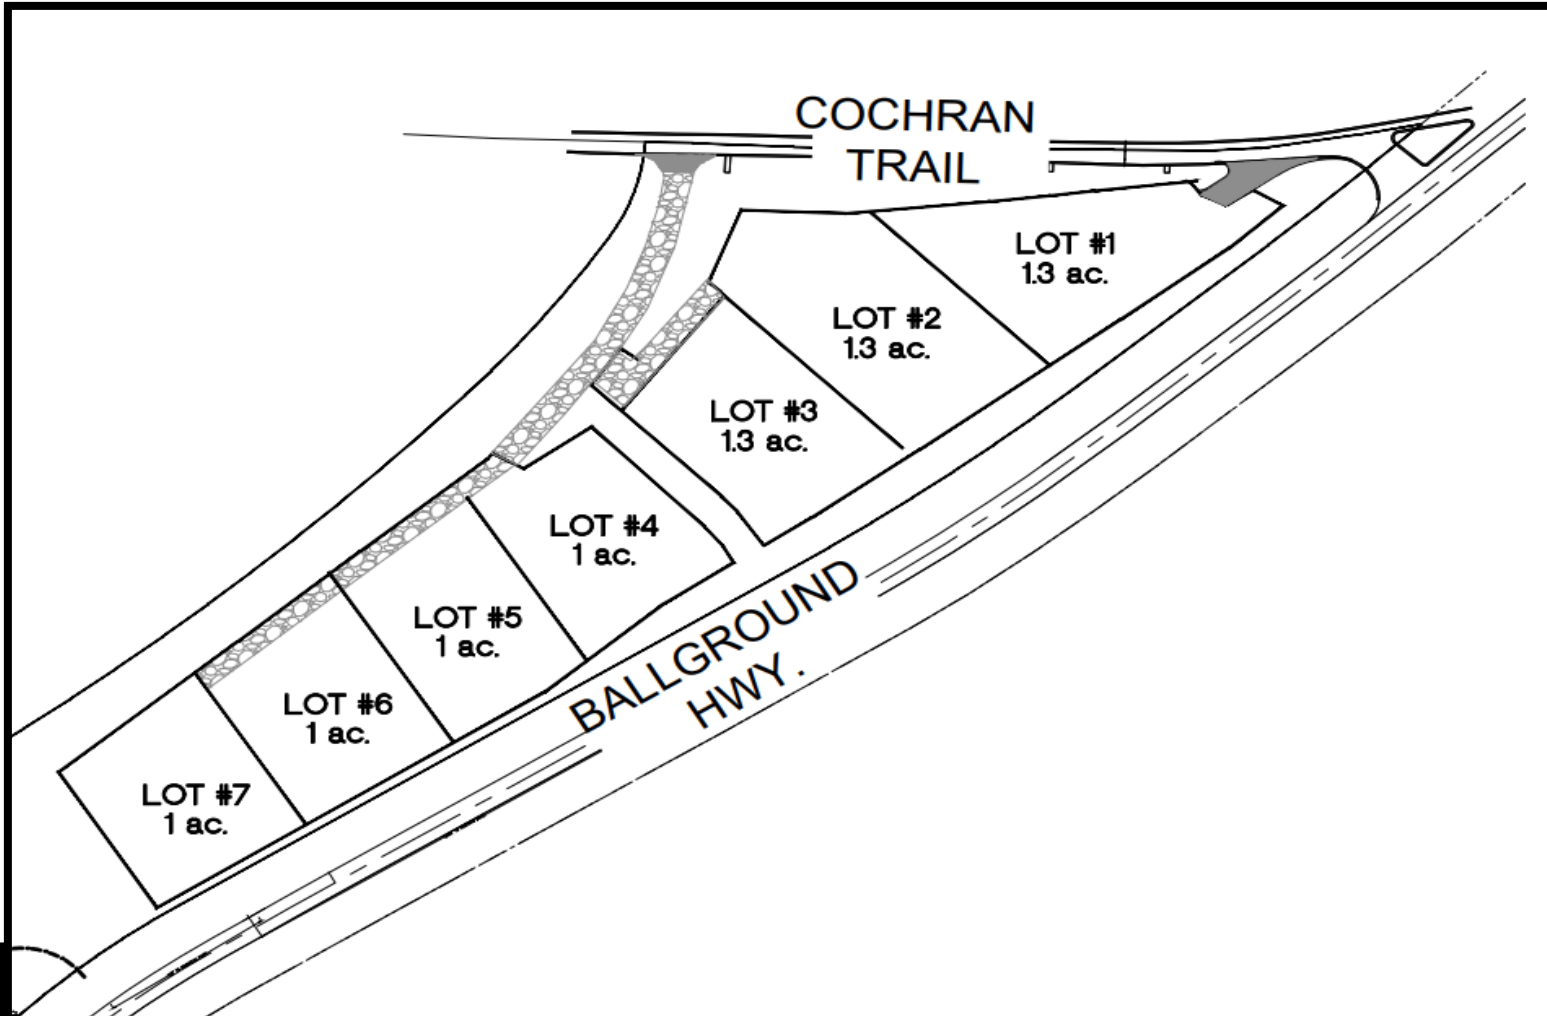 COCHRAN
TRAIL
LOT #1
1.3 ac.
LOT #2
1.3 ac.
LOT #3
1.3 ac.
LOT #4
1 ac.
LOT #5
1 ac.
LOT #6
1 ac.
LOT #7
1 ac.
BALLGROUND
HWY.